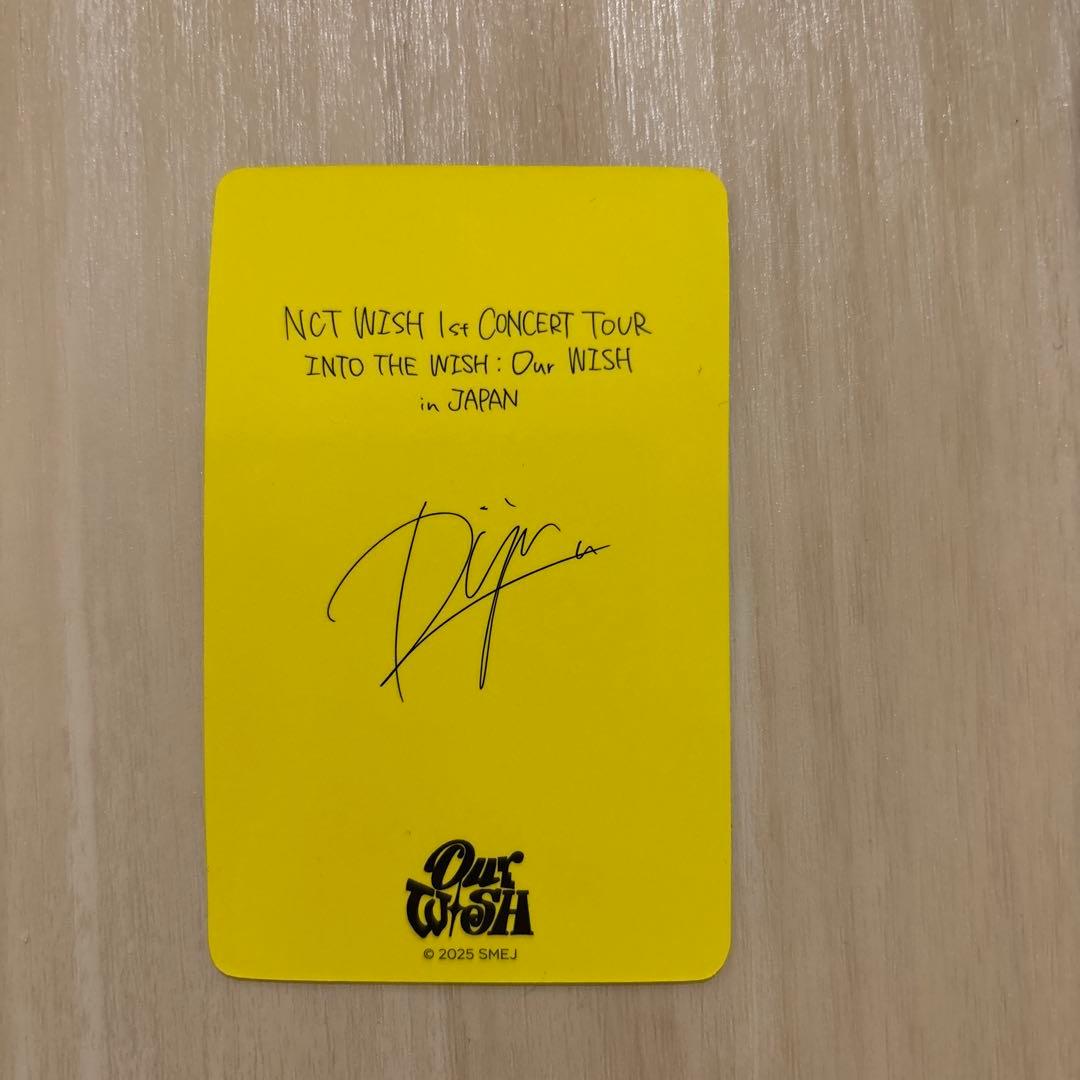 NCT WISH 1st CONCERT TOUR
INTO THE WISH : Our WISH
in JAPAN
Our
WISH
© 2025 SMEJ